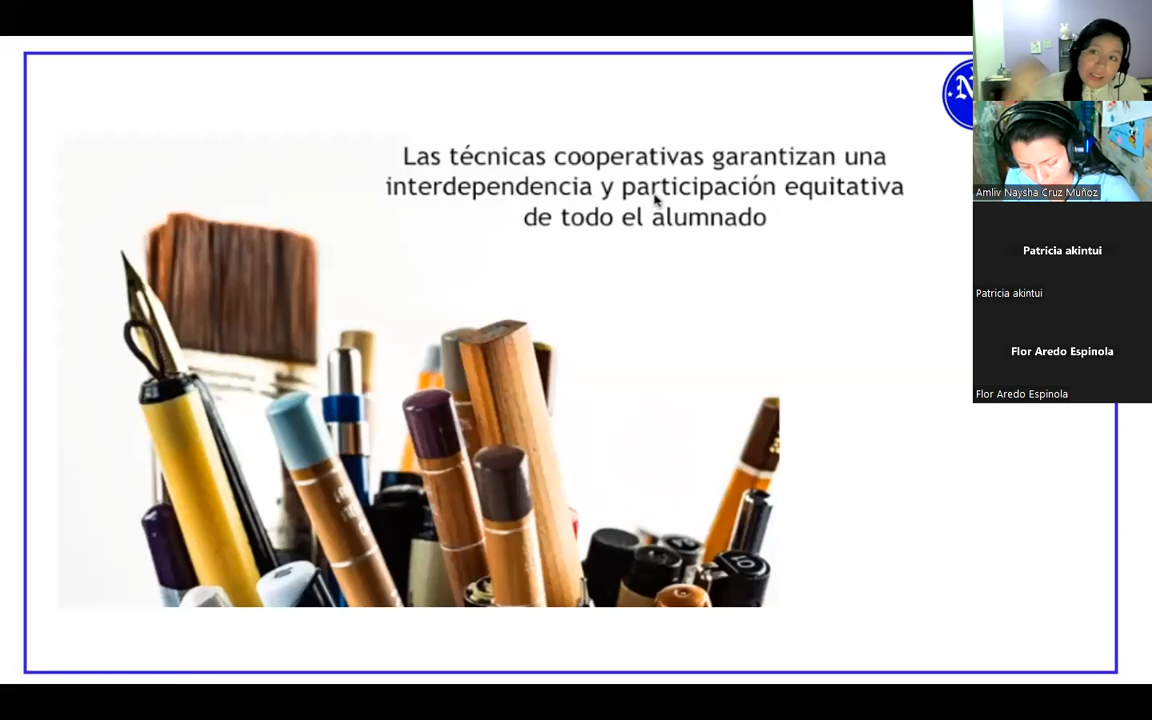 Las técnicas cooperativas garantizan una
interdependencia y participación equitativa
de todo el alumnado
Amliv Naysha Cruz Muñoz
Patricia akintui
Patricia akintui
Flor Aredo Espinola
Flor Aredo Espinola